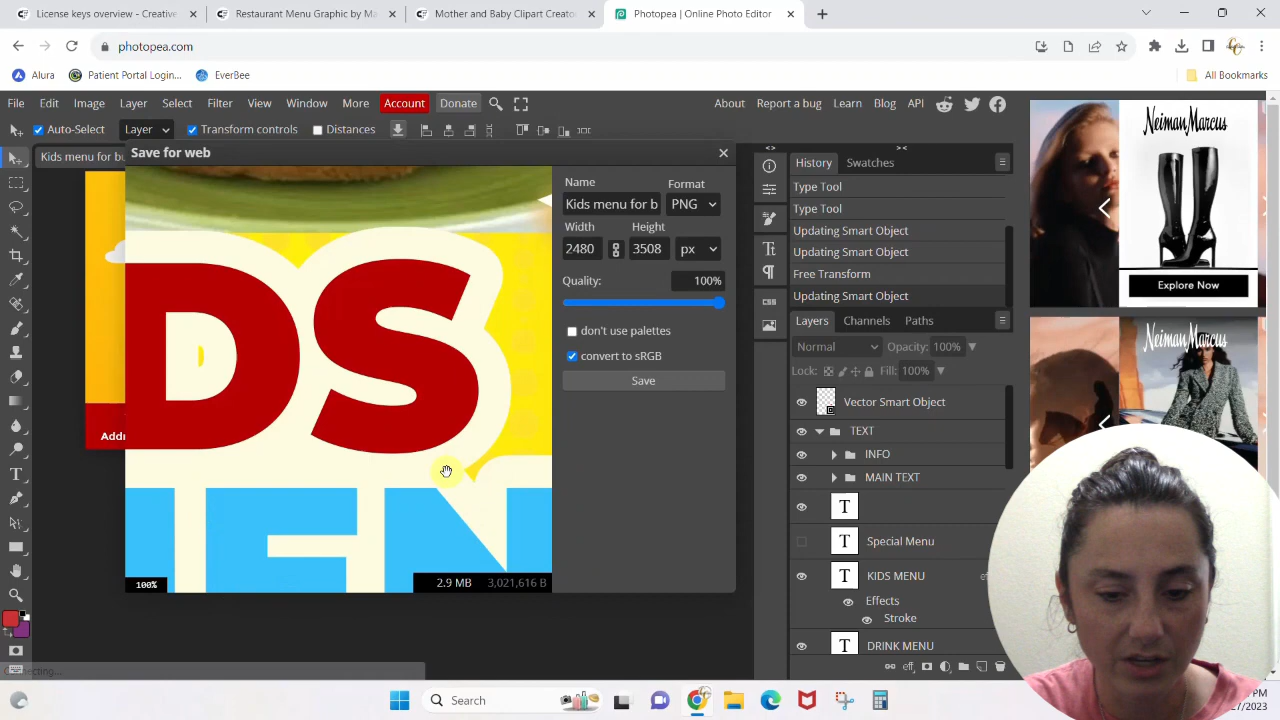 License keys conversion - Creative
Restaurant Menu Graphic by Ma
Mother and Baby Clipart Creato
Photopea | Online Photo Editor
photopea.com
Alura
Patient Portal Login...
EverBee
All Bookmarks
File Edit Image Layer Select Filter View Window More Account Donate
About Report a bug Learn Blog API
Auto-Select Layer Transform controls Distances
Kids menu for bu
Save for web
Name
Format
Kids menu for b
PNG
Width
Height
2480
3508
px
Quality:
100%
don't use palettes
convert to sRGB
Save
DS
Addr
100%
2.9 MB
3,021,616 B
History
Swatches
Type Tool
Type Tool
Updating Smart Object
Updating Smart Object
Free Transform
Updating Smart Object
Layers
Channels
Paths
Normal
Opacity: 100%
Lock:
Fill: 100%
Vector Smart Object
TEXT
INFO
MAIN TEXT
T
T
Special Menu
T
KIDS MENU
eff
Effects
Stroke
T
DRINK MENU
CSS
Neiman Marcus
Explore Now
Neiman Marcus
Search